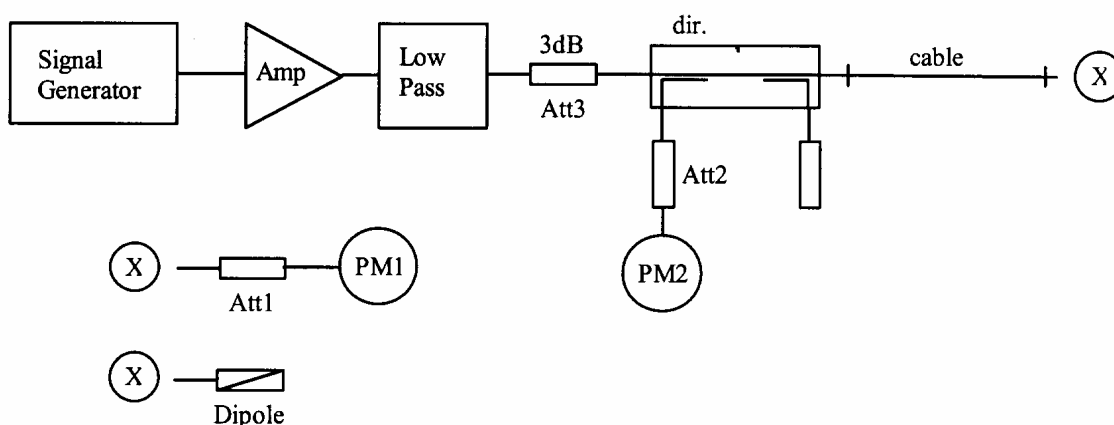 Signal
Generator
Amp
Low
Pass
3dB
Att3
dir.
cable
X
Att2
PM2
X
Att1
PM1
X
Dipole